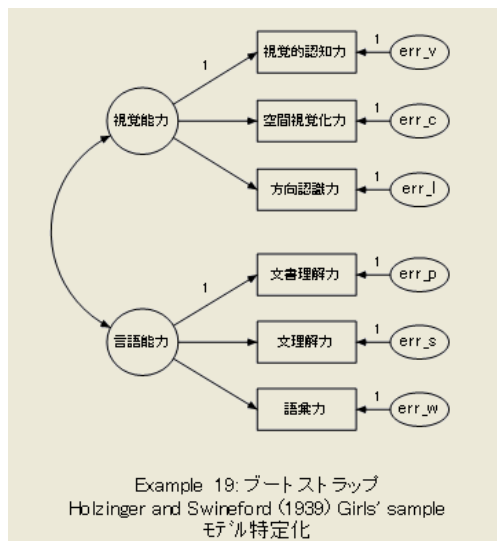 1
視覚的認知力
1
err_v
視覚能力
空間視覚化力
1
err_c
方向認識力
1
err_l
1
文書理解力
1
err_p
言語能力
文理解力
1
err_s
語彙力
1
err_w
Example 19: ブートストラップ
Holzinger and Swineford (1939) Girls' sample
モデル特定化